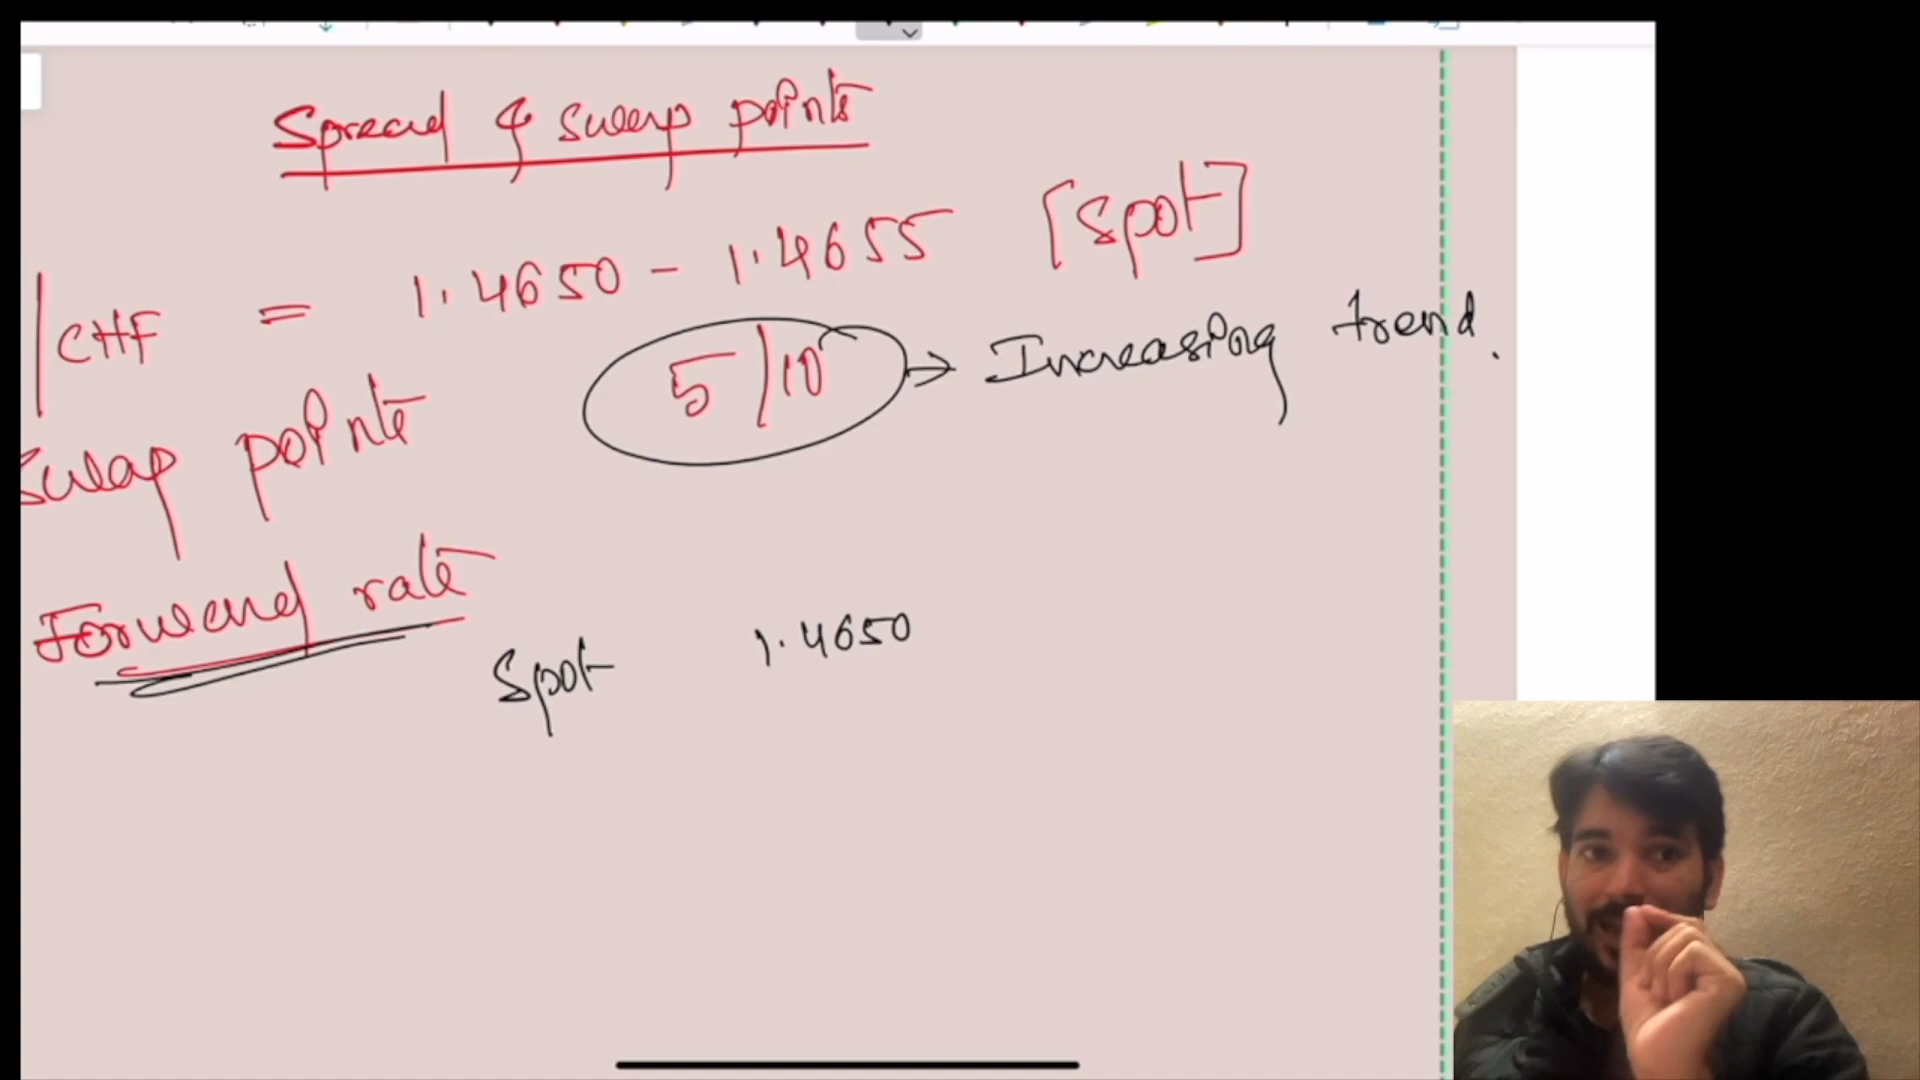 Spread & swap points
/CHF = 1.4650 - 1.4655 [spot]
5/10 → Increasing trend.
Swap points
Forward rate
Spot 1.4650